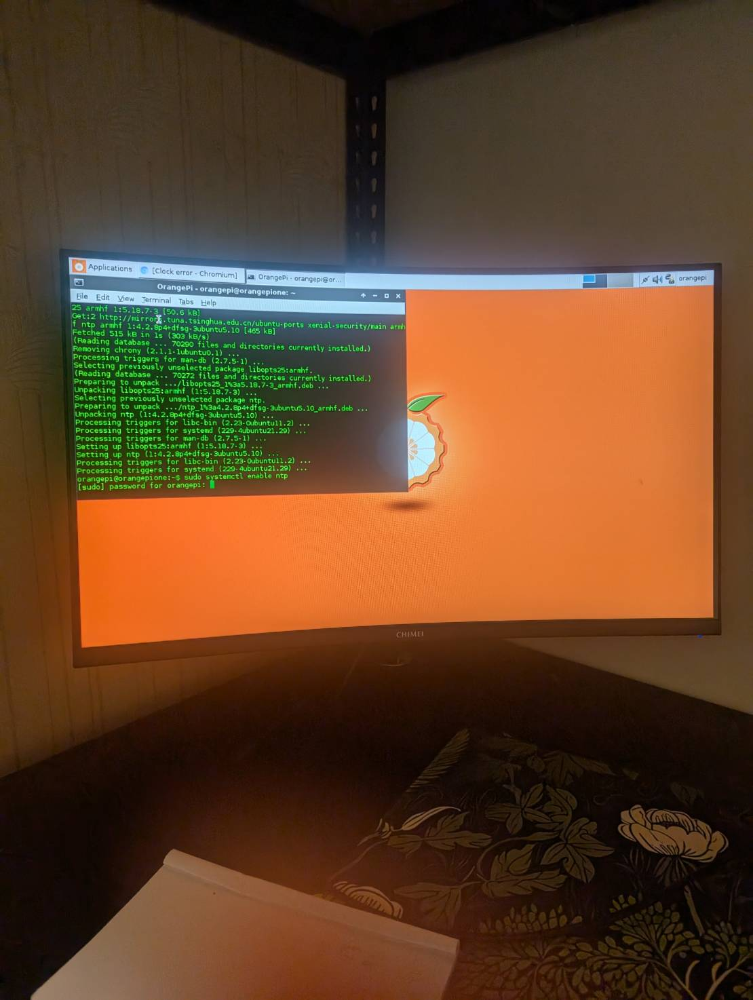 Applications
[Clock error - Chromium]
OrangePi - orangepi@or...
orangepi
OrangePi - orangepi@orangepione: ~
File Edit View Terminal Tabs Help
25 armhf 1:5.18.7-3 [50.6 kB]
Get:2 http://mirrors.tuna.tsinghua.edu.cn/ubuntu-ports xenial-security/main armh
f ntp armhf 1:4.2.8p4+dfsg-3ubuntu5.10 [465 kB]
Fetched 515 kB in 1s (303 kB/s)
(Reading database ... 70290 files and directories currently installed.)
Removing chrony (2.1.1-1ubuntu0.1) ...
Processing triggers for man-db (2.7.5-1) ...
Selecting previously unselected package libopts25:armhf.
(Reading database ... 70272 files and directories currently installed.)
Preparing to unpack .../libopts25_1%3a5.18.7-3_armhf.deb ...
Unpacking libopts25:armhf (1:5.18.7-3) ...
Selecting previously unselected package ntp.
Preparing to unpack .../ntp_1%3a4.2.8p4+dfsg-3ubuntu5.10_armhf.deb ...
Unpacking ntp (1:4.2.8p4+dfsg-3ubuntu5.10) ...
Processing triggers for libc-bin (2.23-0ubuntu11.2) ...
Processing triggers for systemd (229-4ubuntu21.29) ...
Processing triggers for man-db (2.7.5-1) ...
Setting up libopts25:armhf (1:5.18.7-3) ...
Setting up ntp (1:4.2.8p4+dfsg-3ubuntu5.10) ...
Processing triggers for libc-bin (2.23-0ubuntu11.2) ...
Processing triggers for systemd (229-4ubuntu21.29) ...
orangepi@orangepione:~$ sudo systemctl enable ntp
[sudo] password for orangepi:
CHIMEI